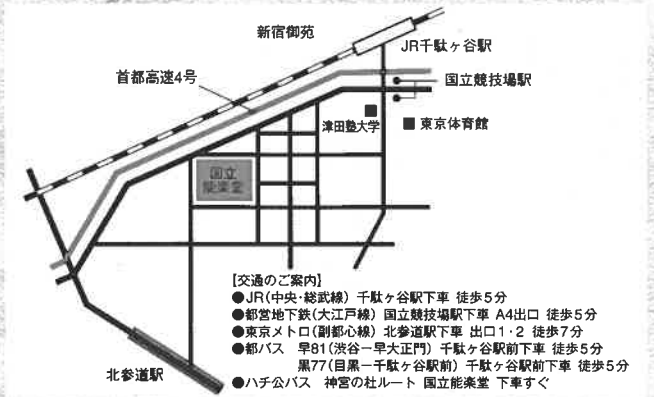 新宿御苑
JR千駄ヶ谷駅
首都高速4号
国立競技場駅
津田塾大学
東京体育館
国立
能楽堂
北参道駅
【交通のご案内】
●JR(中央・総武線) 千駄ヶ谷駅下車 徒歩5分
●都営地下鉄(大江戸線) 国立競技場駅下車 A4出口 徒歩5分
●東京メトロ(副都心線) 北参道駅下車 出口1・2 徒歩7分
●都バス 早81(渋谷ー早大正門) 千駄ヶ谷駅前下車 徒歩5分
黒77(目黒ー千駄ヶ谷駅前) 千駄ヶ谷駅前下車 徒歩5分
●ハチ公バス 神宮の杜ルート 国立能楽堂 下車すぐ